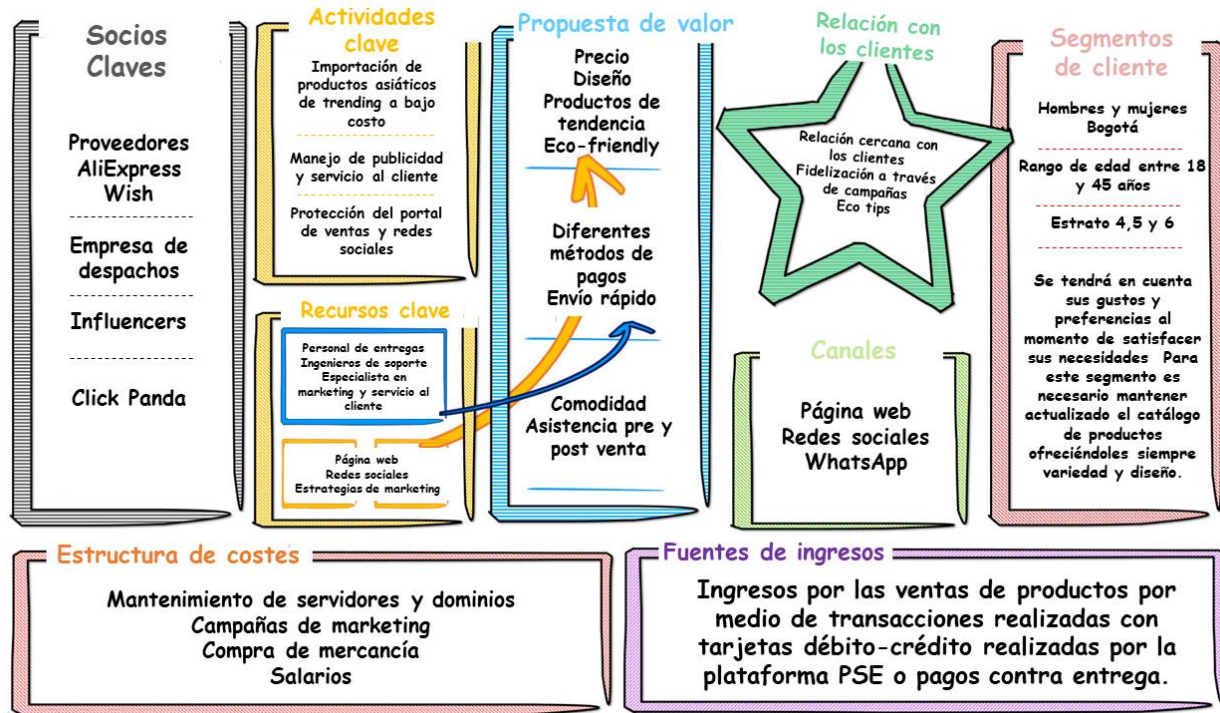 Socios
Claves
Proveedores
AliExpress
Wish
Empresa de
despachos
Influencers
Click Panda
Actividades
clave
Importación de
productos asiáticos
de trending a bajo
costo
Manejo de publicidad
y servicio al cliente
Protección del portal
de ventas y redes
sociales
Recursos clave
Personal de entregas
Ingenieros de soporte
Especialista en
marketing y servicio al
cliente
Página web
Redes sociales
Estrategias de marketing
Propuesta de valor
Precio
Diseño
Productos de
tendencia
Eco-friendly
Diferentes
métodos de
pagos
Envío rápido
Comodidad
Asistencia pre y
post venta
Relación con
los clientes
Relación cercana con
los clientes
Fidelización a través
de campañas
Eco tips
Canales
Página web
Redes sociales
WhatsApp
Segmentos
de cliente
Hombres y mujeres
Bogotá
Rango de edad entre 18
y 45 años
Estrato 4,5 y 6
Se tendrá en cuenta
sus gustos y
preferencias al
momento de satisfacer
sus necesidades Para
este segmento es
necesario mantener
actualizado el catálogo
de productos
ofreciéndoles siempre
variedad y diseño.
Estructura de costes
Mantenimiento de servidores y dominios
Campañas de marketing
Compra de mercancía
Salarios
Fuentes de ingresos
Ingresos por las ventas de productos por
medio de transacciones realizadas con
tarjetas débito-crédito realizadas por la
plataforma PSE o pagos contra entrega.